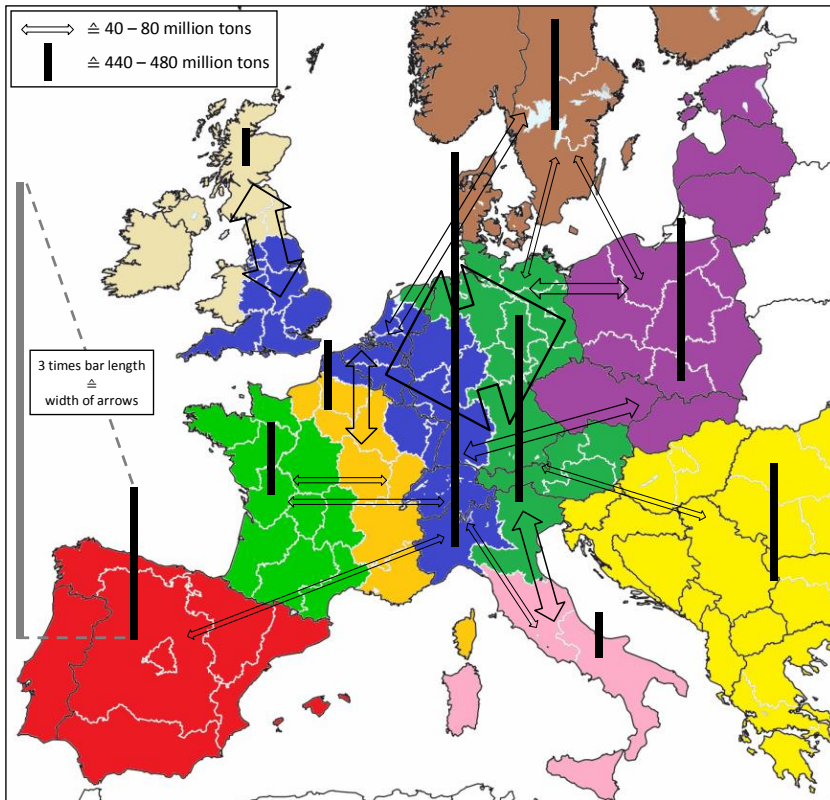 ≙ 40 – 80 million tons
≙ 440 – 480 million tons
3 times bar length
≙
width of arrows